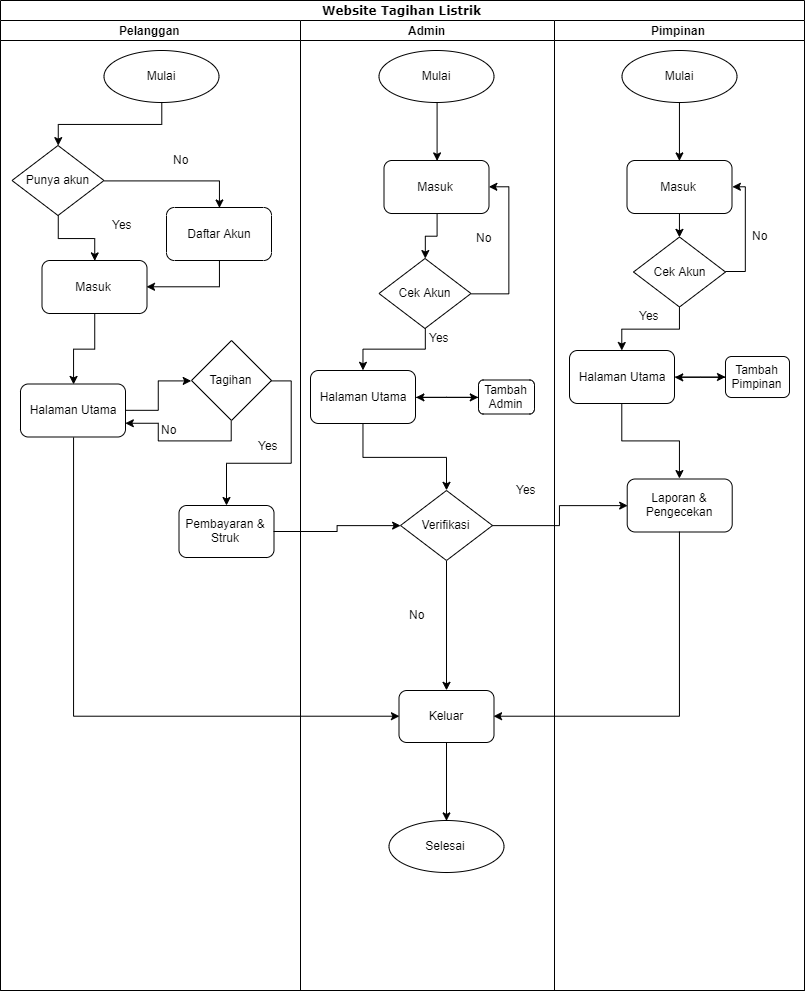 Website Tagihan Listrik
Pelanggan
Admin
Pimpinan
Mulai
Mulai
Mulai
Punya akun
No
Yes
Daftar Akun
Masuk
Masuk
Masuk
No
No
Cek Akun
Cek Akun
Yes
Yes
Halaman Utama
Tagihan
No
Yes
Halaman Utama
Tambah
Admin
Halaman Utama
Tambah
Pimpinan
Pembayaran &
Struk
Verifikasi
Yes
No
Laporan &
Pengecekan
Keluar
Selesai